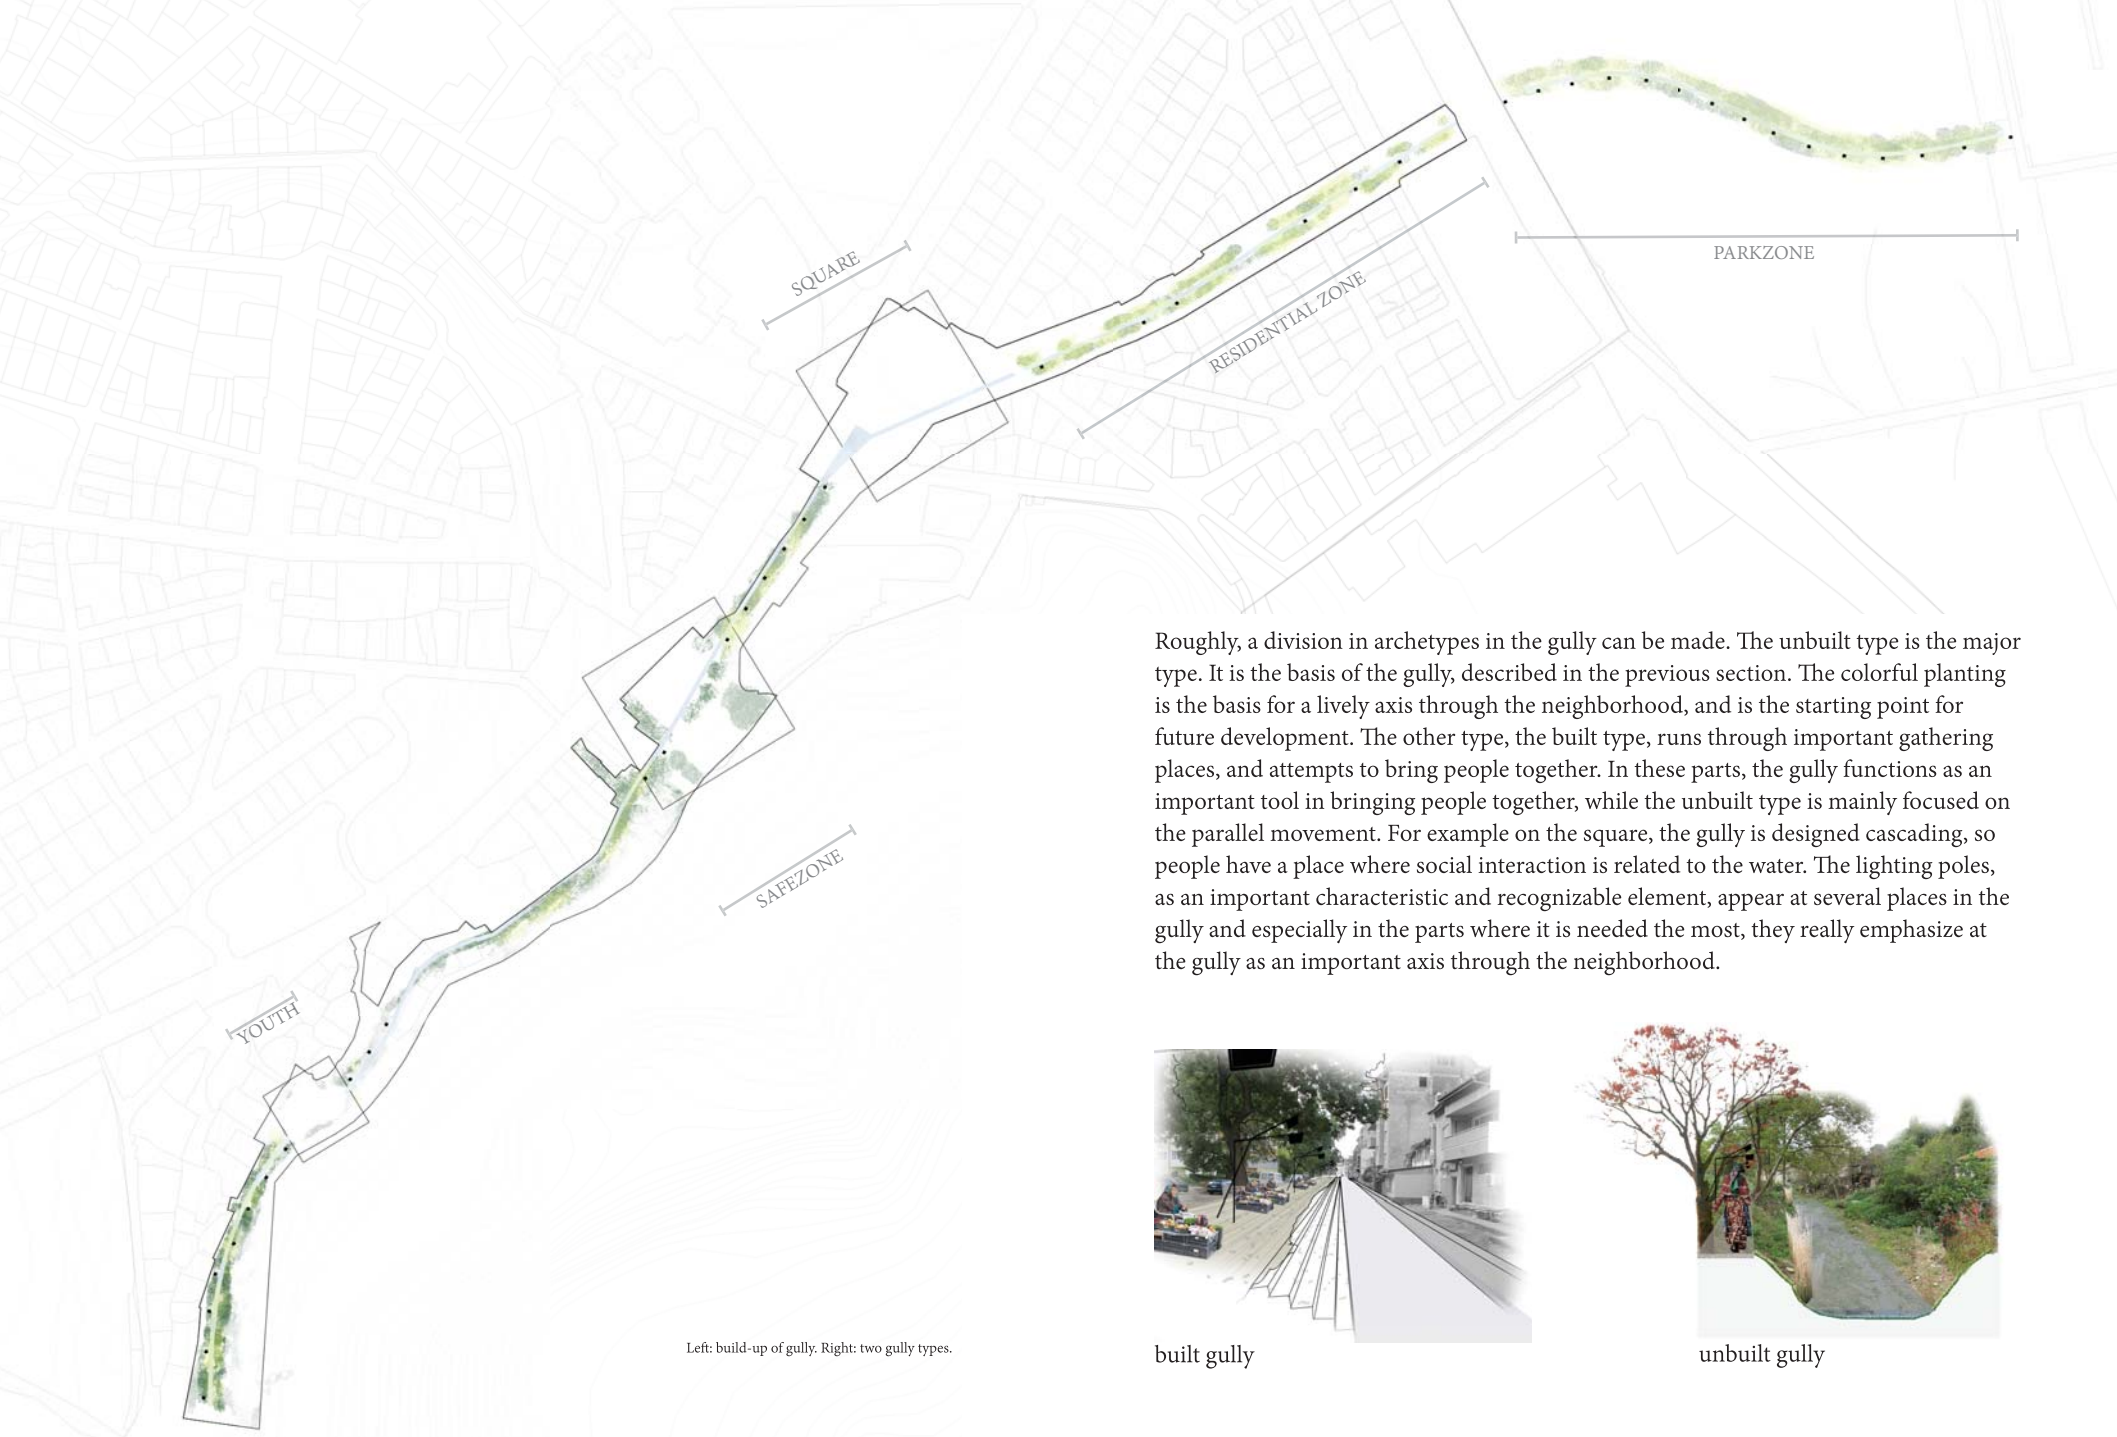 SQUARE
RESIDENTIAL ZONE
PARKZONE
SAFEZONE
YOUTH
Roughly, a division in archetypes in the gully can be made. The unbuilt type is the major
type. It is the basis of the gully, described in the previous section. The colorful planting
is the basis for a lively axis through the neighborhood, and is the starting point for
future development. The other type, the built type, runs through important gathering
places, and attempts to bring people together. In these parts, the gully functions as an
important tool in bringing people together, while the unbuilt type is mainly focused on
the parallel movement. For example on the square, the gully is designed cascading, so
people have a place where social interaction is related to the water. The lighting poles,
as an important characteristic and recognizable element, appear at several places in the
gully and especially in the parts where it is needed the most, they really emphasize at
the gully as an important axis through the neighborhood.
Left: build-up of gully. Right: two gully types.
built gully
unbuilt gully